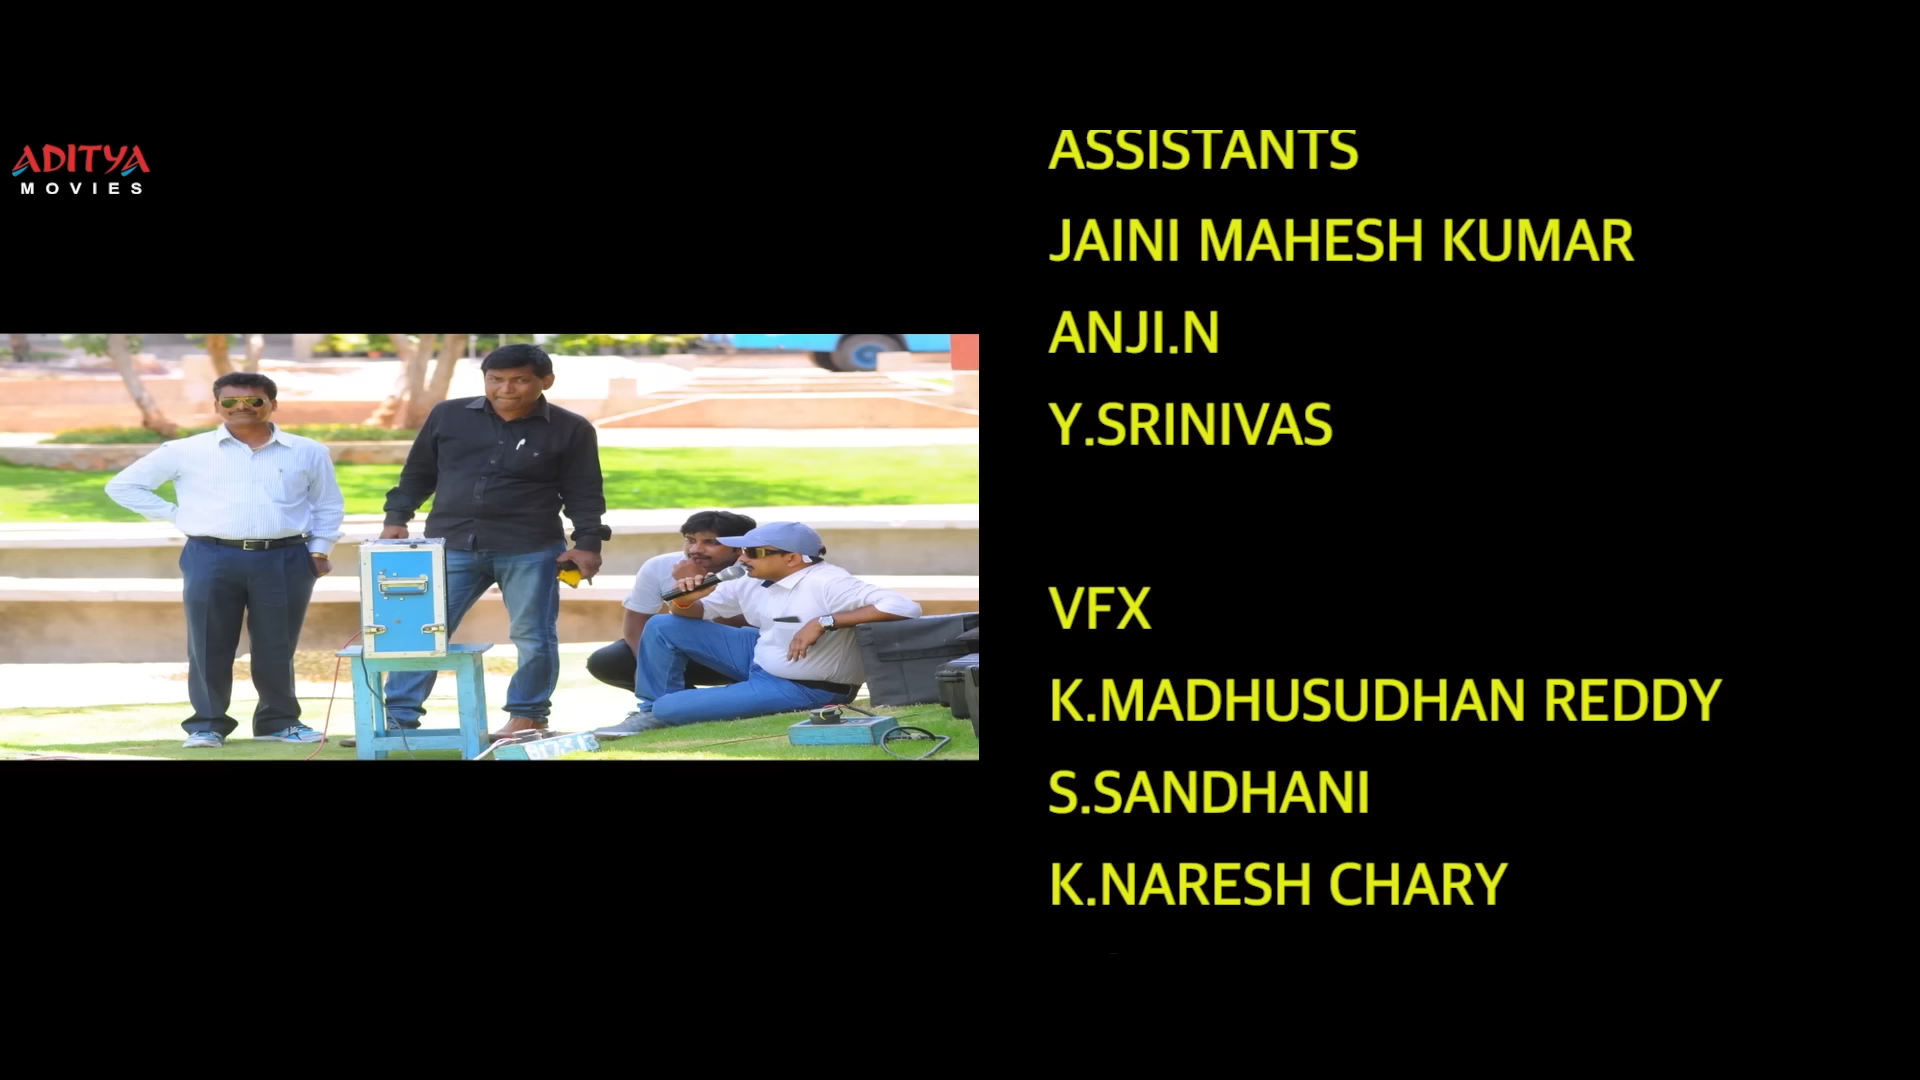 ADITYA
MOVIES
ASSISTANTS
JAINI MAHESH KUMAR
ANJI.N
Y.SRINIVAS
VFX
K.MADHUSUDHAN REDDY
S.SANDHANI
K.NARESH CHARY